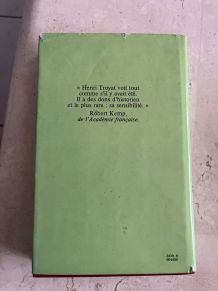 « Henri Troyat voit tout
comme s'il y avait été.
Il a des dons d'historien
et le plus rare : sa sensibilité. »
Robert Kemp,
de l'Académie française.